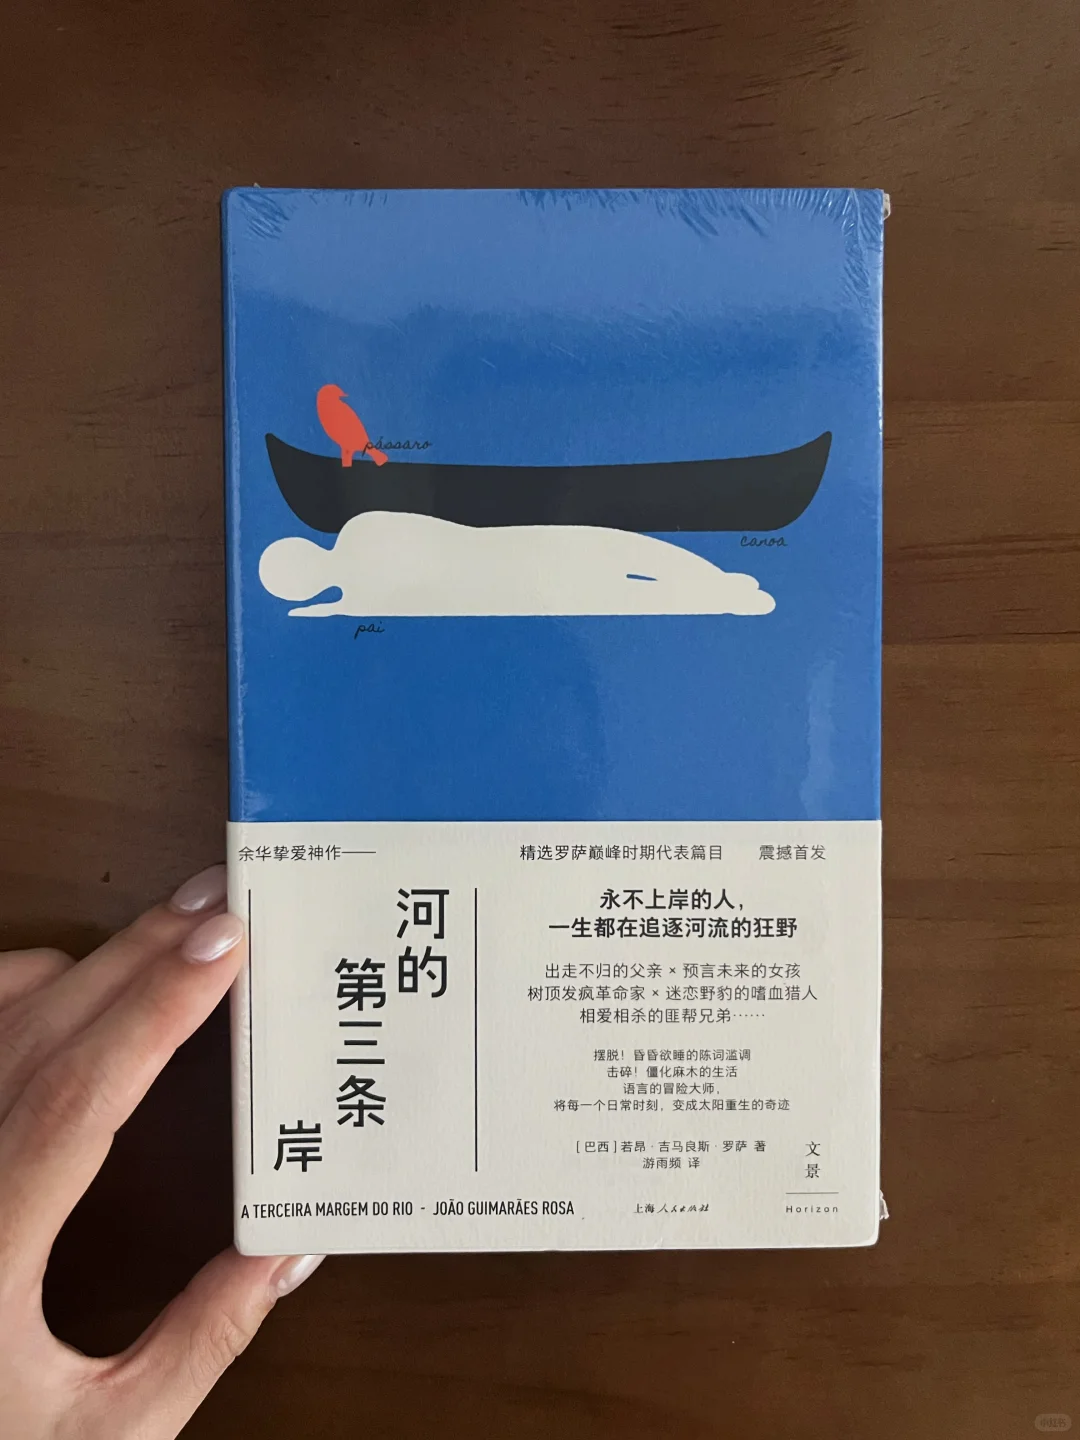 pássaro
canoa
pai
余华挚爱神作——
精选罗萨巅峰时期代表篇目 震撼首发
河的
第三条
岸
永不上岸的人，
一生都在追逐河流的狂野
出走不归的父亲 × 预言未来的女孩
树顶发疯革命家 × 迷恋野豹的嗜血猎人
相爱相杀的匪帮兄弟……
摆脱！昏昏欲睡的陈词滥调
击碎！僵化麻木的生活
语言的冒险大师，
将每一个日常时刻，变成太阳重生的奇迹
[巴西]若昂·吉马良斯·罗萨 著
游雨频 译
文景
Horizon
A TERCEIRA MARGEM DO RIO - JOÃO GUIMARÃES ROSA
上海人民出版社
小红书